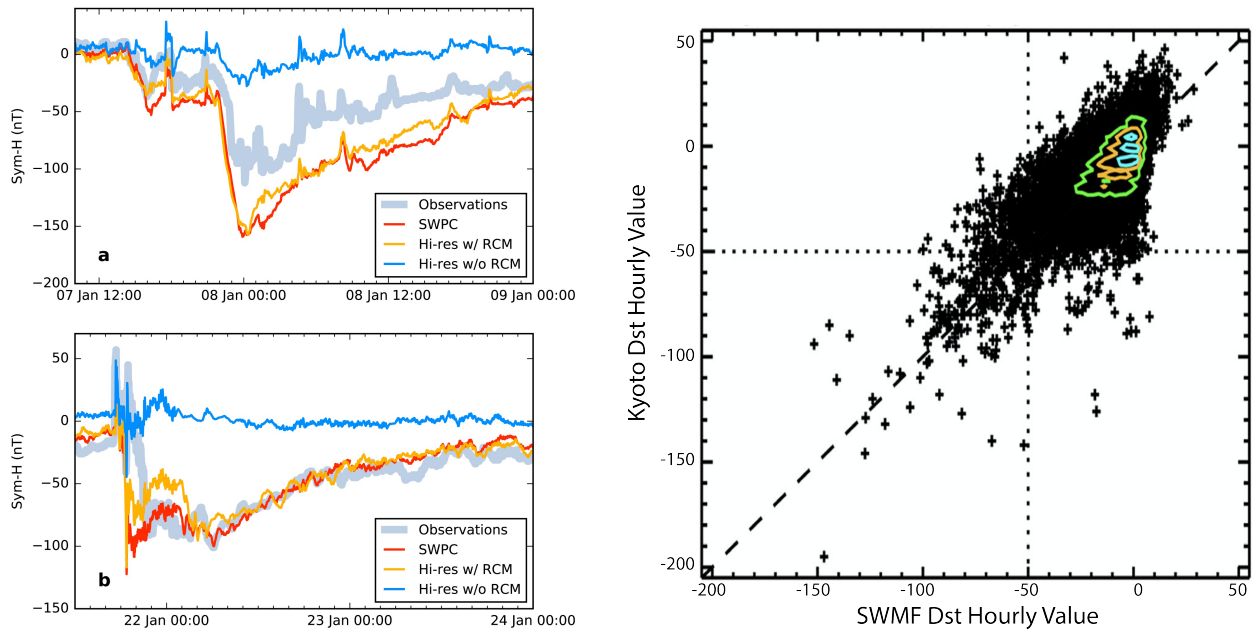 0
−50
−100
−150
−200
Sym-H (nT)
a
Observations
SWPC
Hi-res w/ RCM
Hi-res w/o RCM
07 Jan 12:00
08 Jan 00:00
08 Jan 12:00
09 Jan 00:00
50
0
−50
−100
−150
Sym-H (nT)
b
Observations
SWPC
Hi-res w/ RCM
Hi-res w/o RCM
22 Jan 00:00
23 Jan 00:00
24 Jan 00:00
50
0
-50
-100
-150
-200
Kyoto Dst Hourly Value
-200
-150
-100
-50
0
50
SWMF Dst Hourly Value